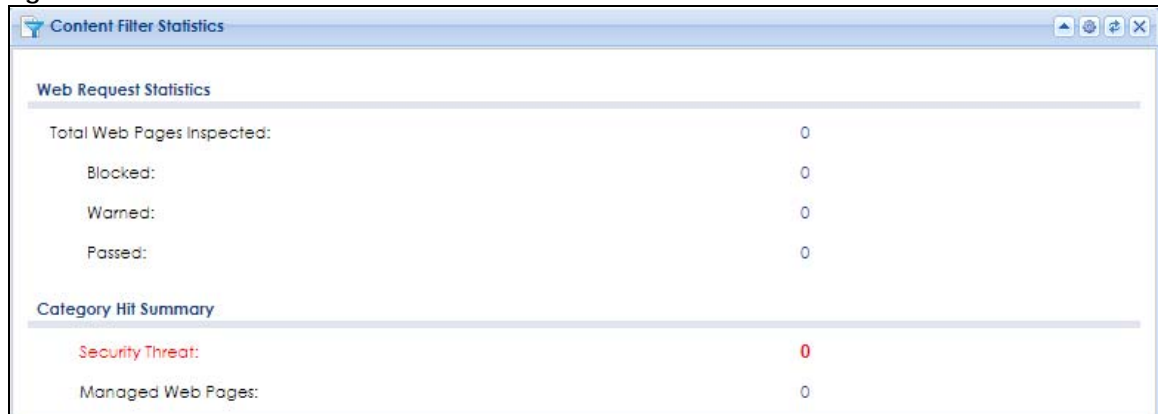 Content Filter Statistics
Web Request Statistics
Total Web Pages Inspected: 0
Blocked: 0
Warned: 0
Passed: 0
Category Hit Summary
Security Threat: 0
Managed Web Pages: 0